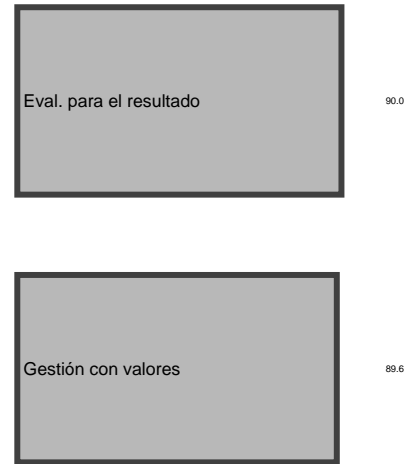 Eval. para el resultado
90.0
Gestión con valores
89.6